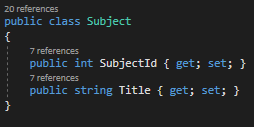 20 references
public class Subject
{
7 references
public int SubjectId { get; set; }
7 references
public string Title { get; set; }
}